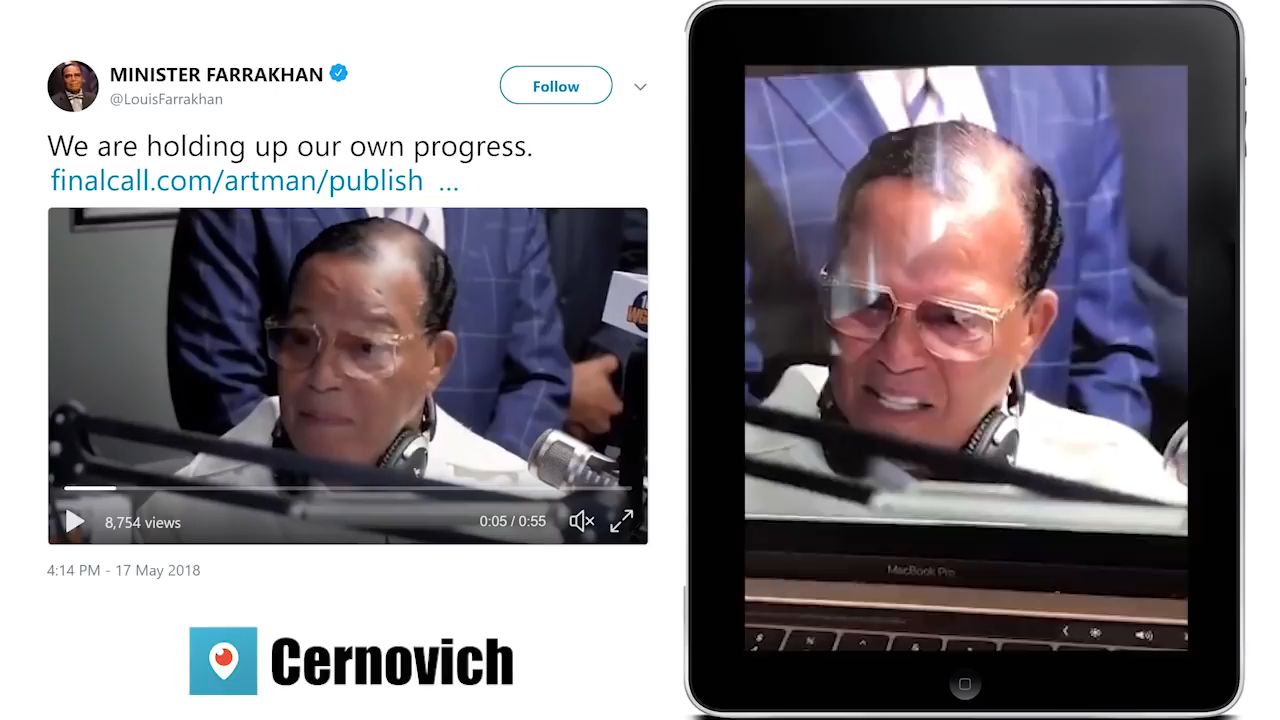 MINISTER FARRAKHAN
@LouisFarrakhan
Follow
We are holding up our own progress.
finalcall.com/artman/publish ...
8,754 views
0:05 / 0:55
4:14 PM - 17 May 2018
Cernovich
MacBook Pro